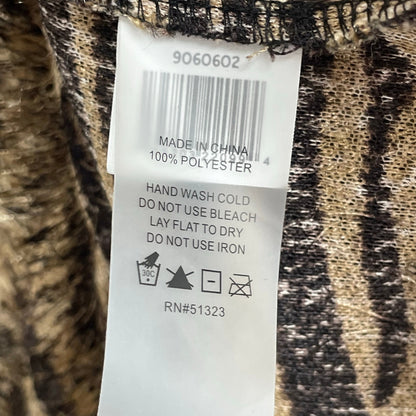 9060602
MADE IN CHINA
100% POLYESTER
4
HAND WASH COLD
DO NOT USE BLEACH
LAY FLAT TO DRY
DO NOT USE IRON
30C
RN#51323